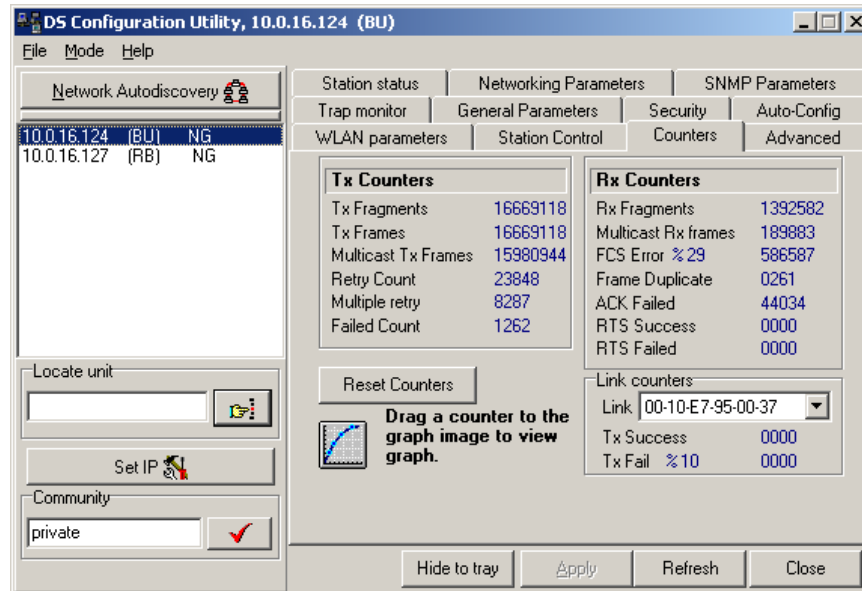 DS Configuration Utility, 10.0.16.124 (BU)
File Mode Help
Network Autodiscovery
10.0.16.124 (BU) NG
10.0.16.127 (RB) NG
Locate unit
Set IP
Community
private
Station status Networking Parameters SNMP Parameters
Trap monitor General Parameters Security Auto-Config
WLAN parameters Station Control Counters Advanced
Tx Counters
Tx Fragments 16669118
Tx Frames 16669118
Multicast Tx Frames 15980944
Retry Count 23848
Multiple retry 8287
Failed Count 1262
Rx Counters
Rx Fragments 1392582
Multicast Rx frames 189883
FCS Error %29 586587
Frame Duplicate 0261
ACK Failed 44034
RTS Success 0000
RTS Failed 0000
Reset Counters
Drag a counter to the
graph image to view
graph.
Link counters
Link 00-10-E7-95-00-37
Tx Success 0000
Tx Fail %10 0000
Hide to tray Apply Refresh Close